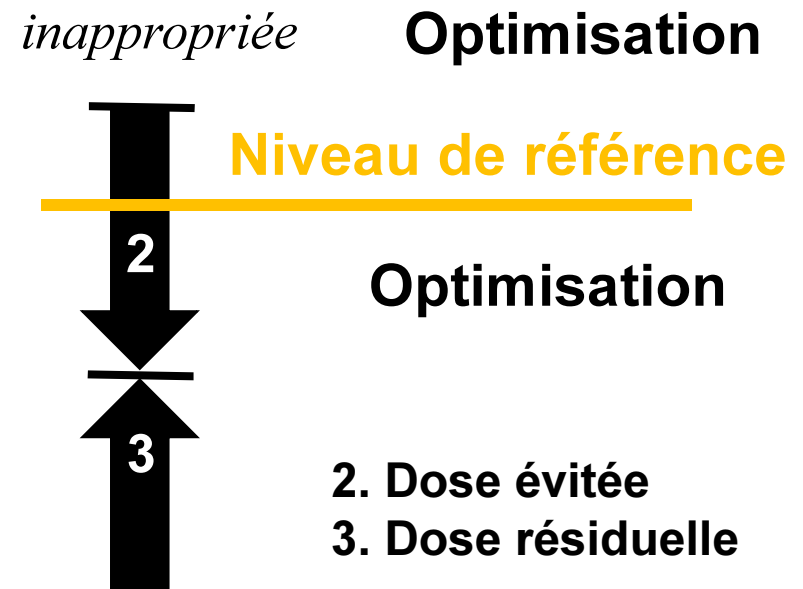 inappropriée Optimisation
Niveau de référence
2
Optimisation
3
2. Dose évitée
3. Dose résiduelle